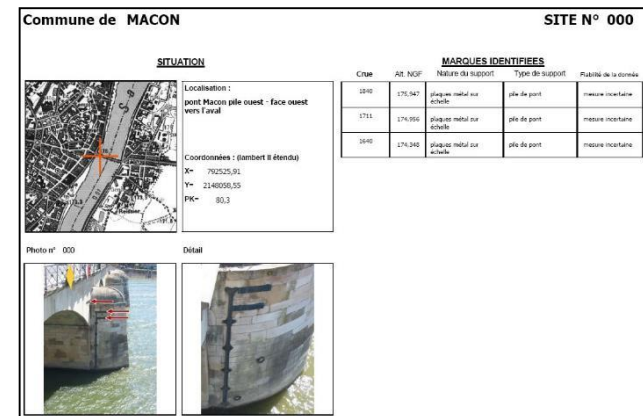 Commune de MACON
SITE N° 000
SITUATION
Localisation :
pont Macon pile ouest - face ouest
vers l'aval
Coordonnées : (lambert II étendu)
X= 792525,91
Y= 2148058,55
PK= 80,3
MARQUES IDENTIFIEES
Crue Alt. NGF Nature du support Type de support Fiabilité de la donnée
1840 175,947 plaques métal sur échelle pile de pont mesure incertaine
1711 174,956 plaques métal sur échelle pile de pont mesure incertaine
1640 174,348 plaques métal sur échelle pile de pont mesure incertaine
Photo n° 000
Détail